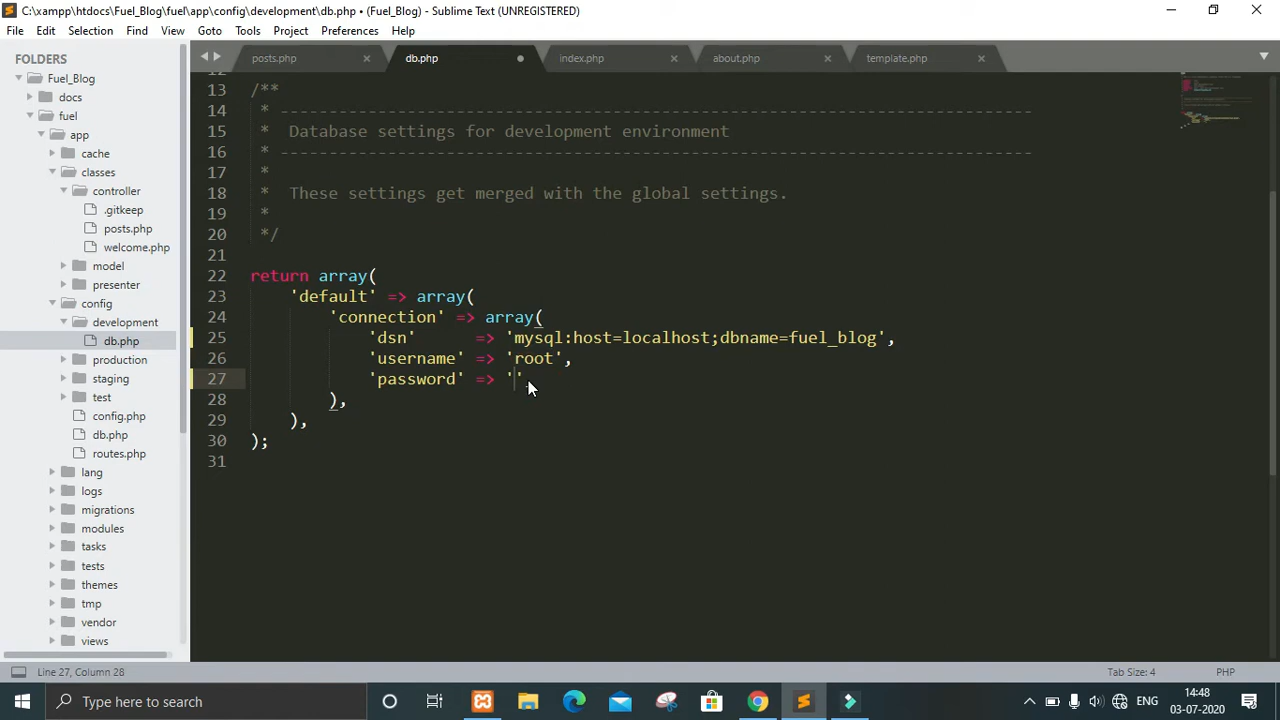 C:\xampp\htdocs\Fuel_Blog\fuel\app\config\development\db.php • (Fuel_Blog) - Sublime Text (UNREGISTERED)
File Edit Selection Find View Goto Tools Project Preferences Help
FOLDERS
Fuel_Blog
docs
fuel
app
cache
classes
controller
.gitkeep
posts.php
welcome.php
model
presenter
config
development
db.php
production
staging
test
config.php
db.php
routes.php
lang
logs
migrations
modules
tasks
tests
themes
tmp
vendor
views
posts.php db.php index.php about.php template.php
13 /**
14 * -----------------------------------------------------------------------------
15 * Database settings for development environment
16 * -----------------------------------------------------------------------------
17 *
18 * These settings get merged with the global settings.
19 *
20 */
21
22 return array(
23 'default' => array(
24 'connection' => array(
25 'dsn' => 'mysql:host=localhost;dbname=fuel_blog',
26 'username' => 'root',
27 'password' => ''
28 ),
29 ),
30 );
31
Line 27, Column 28 Tab Size: 4 PHP
Type here to search
ENG
14:48
03-07-2020